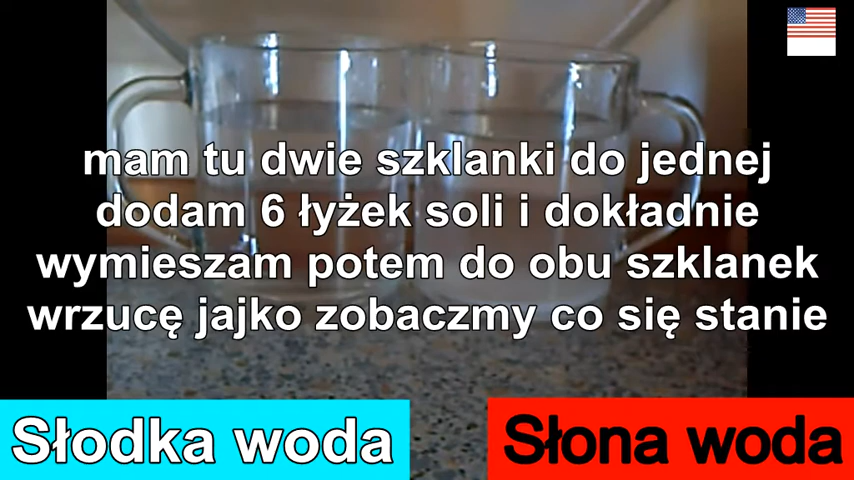 mam tu dwie szklanki do jednej
dodam 6 łyżek soli i dokładnie
wymieszam potem do obu szklanek
wrzucę jajko zobaczmy co się stanie
Słodka woda
Słona woda